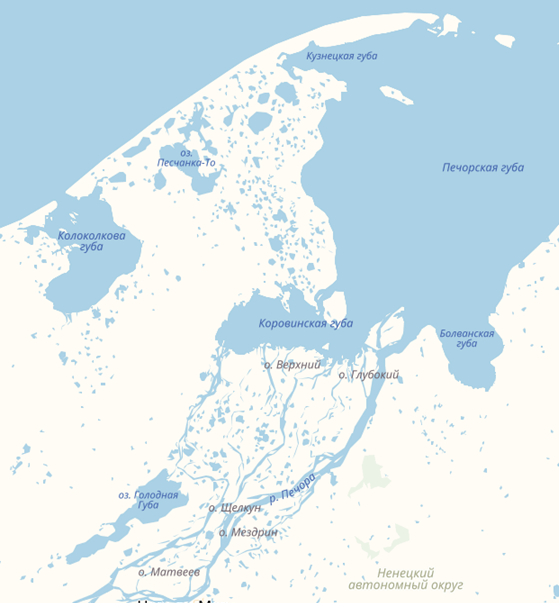 Кузнецкая губа
оз.
Песчанка-То
Печорская губа
Колоколкова
губа
Коровинская губа
Болванская
губа
о. Верхний
о. Глубокий
р. Печора
оз. Голодная
Губа
о. Щелкун
о. Мездрин
о. Матвеев
Ненецкий
автономный округ